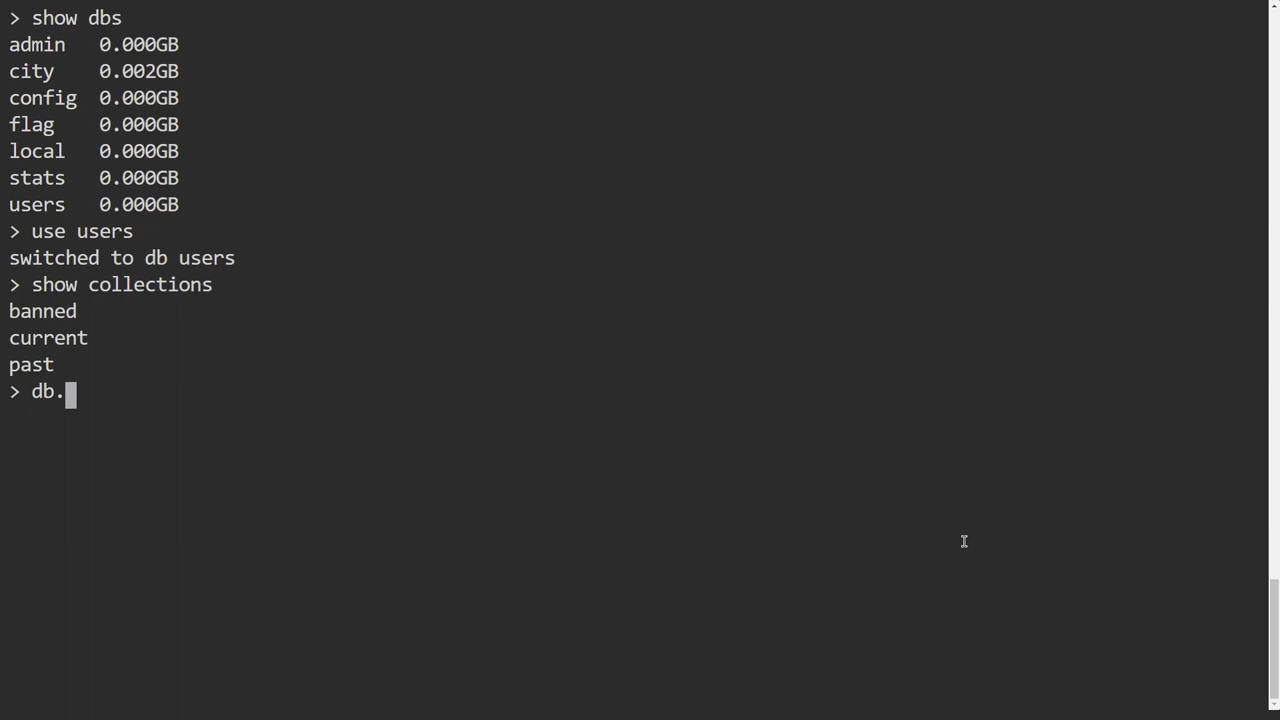 > show dbs
admin   0.000GB
city    0.002GB
config  0.000GB
flag    0.000GB
local   0.000GB
stats   0.000GB
users   0.000GB
> use users
switched to db users
> show collections
banned
current
past
> db.